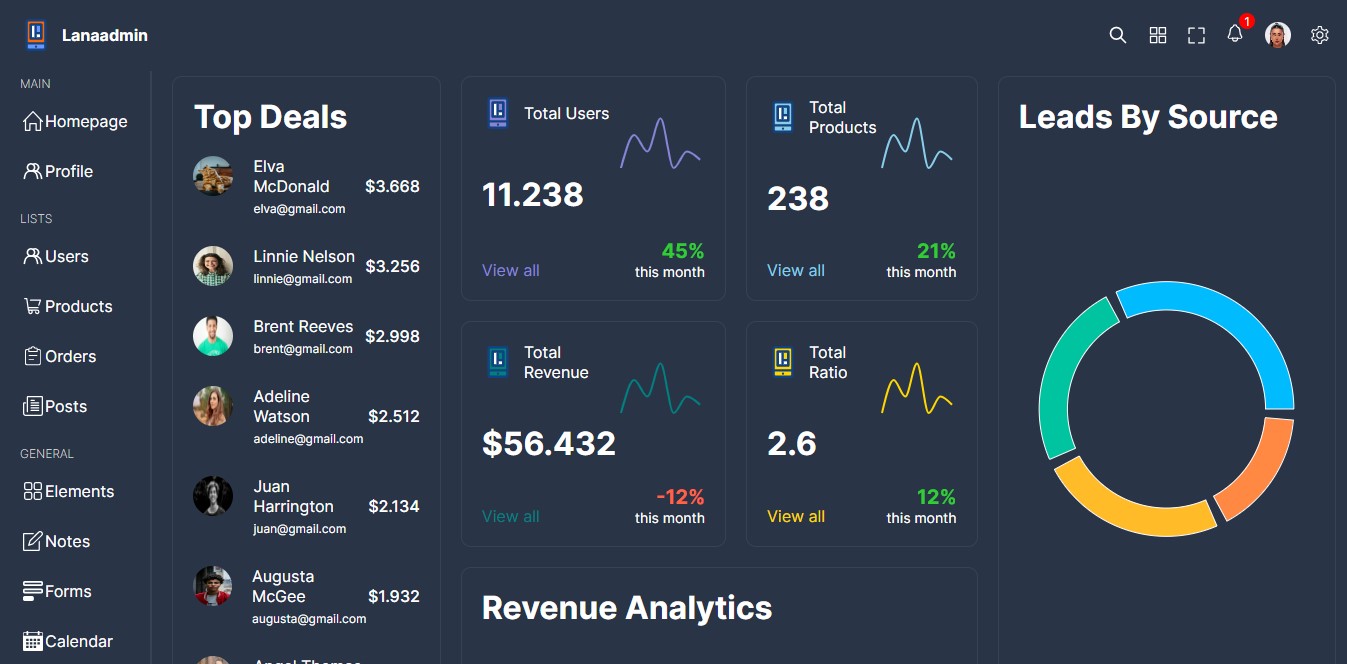 Lanaadmin
1
MAIN
Homepage
Profile
LISTS
Users
Products
Orders
Posts
GENERAL
Elements
Notes
Forms
Calendar
Top Deals
Elva
McDonald
elva@gmail.com
$3.668
Linnie Nelson
linnie@gmail.com
$3.256
Brent Reeves
brent@gmail.com
$2.998
Adeline
Watson
adeline@gmail.com
$2.512
Juan
Harrington
juan@gmail.com
$2.134
Augusta
McGee
augusta@gmail.com
$1.932
Total Users
11.238
View all
45%
this month
Total
Products
238
View all
21%
this month
Total
Revenue
$56.432
View all
-12%
this month
Total
Ratio
2.6
View all
12%
this month
Revenue Analytics
Leads By Source